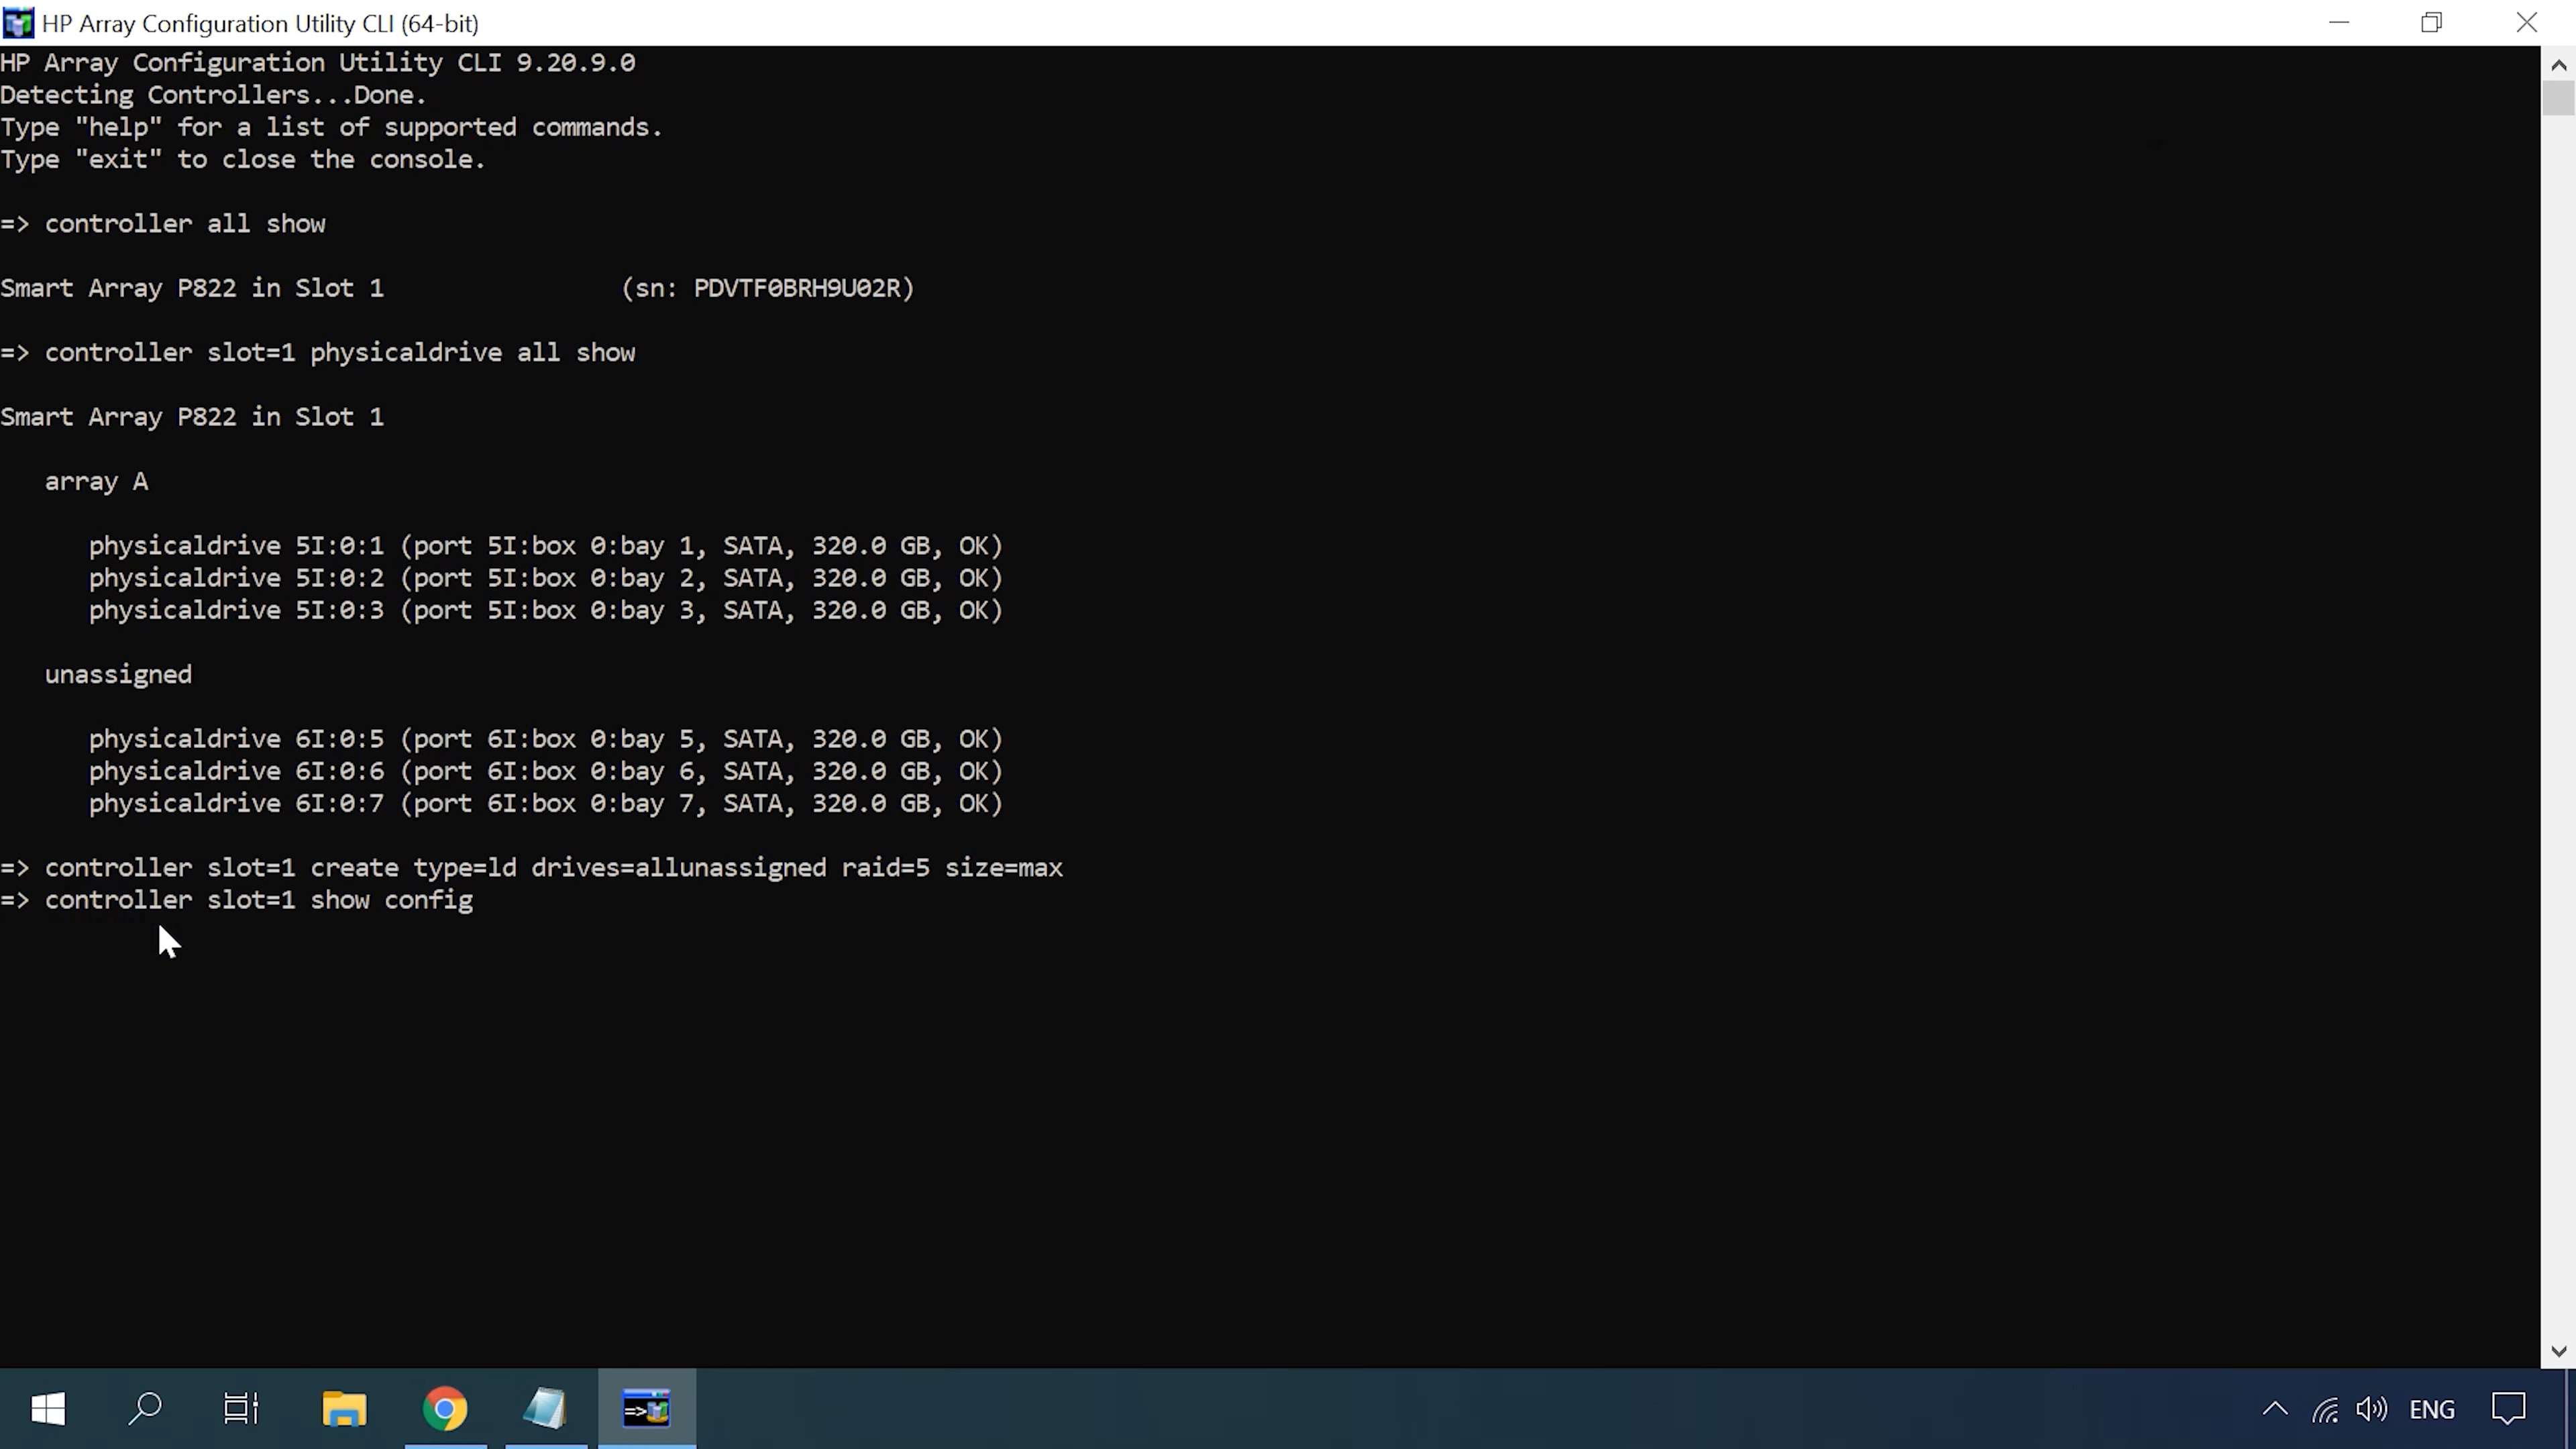 HP Array Configuration Utility CLI (64-bit)
HP Array Configuration Utility CLI 9.20.9.0
Detecting Controllers...Done.
Type "help" for a list of supported commands.
Type "exit" to close the console.
=> controller all show
Smart Array P822 in Slot 1 (sn: PDVTF0BRH9U02R)
=> controller slot=1 physicaldrive all show
Smart Array P822 in Slot 1
array A
physicaldrive 5I:0:1 (port 5I:box 0:bay 1, SATA, 320.0 GB, OK)
physicaldrive 5I:0:2 (port 5I:box 0:bay 2, SATA, 320.0 GB, OK)
physicaldrive 5I:0:3 (port 5I:box 0:bay 3, SATA, 320.0 GB, OK)
unassigned
physicaldrive 6I:0:5 (port 6I:box 0:bay 5, SATA, 320.0 GB, OK)
physicaldrive 6I:0:6 (port 6I:box 0:bay 6, SATA, 320.0 GB, OK)
physicaldrive 6I:0:7 (port 6I:box 0:bay 7, SATA, 320.0 GB, OK)
=> controller slot=1 create type=ld drives=allunassigned raid=5 size=max
=> controller slot=1 show config
ENG